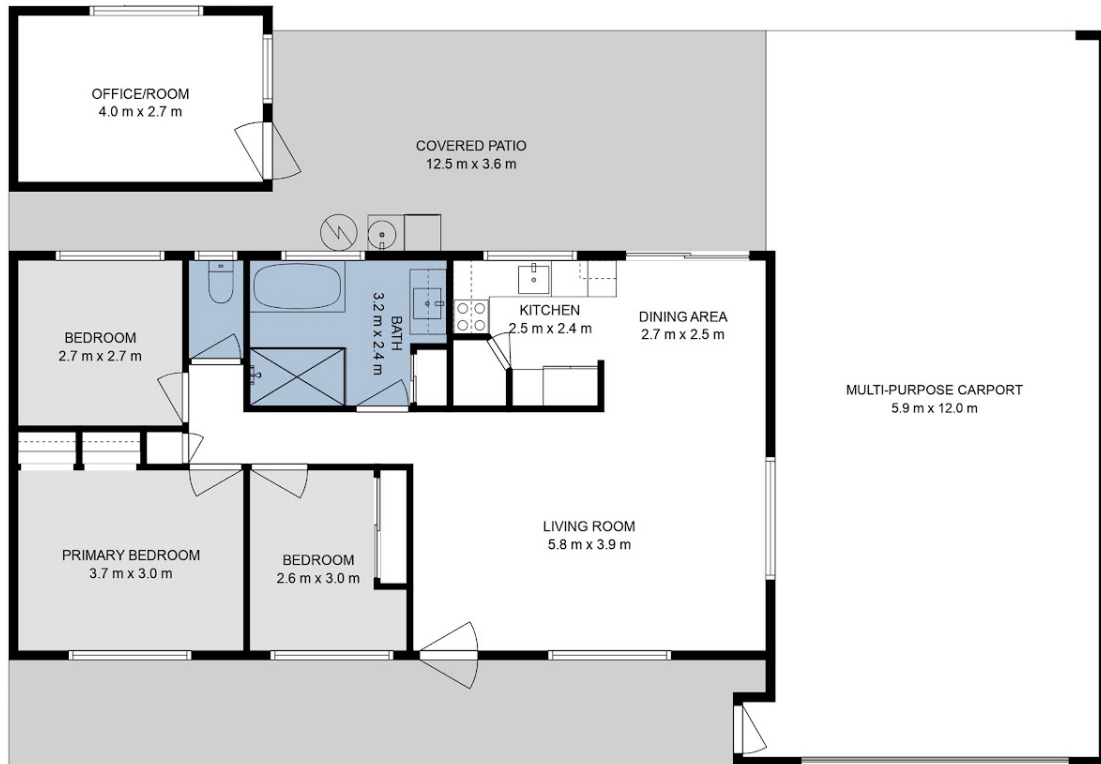 OFFICE/ROOM
4.0 m x 2.7 m
COVERED PATIO
12.5 m x 3.6 m
BEDROOM
2.7 m x 2.7 m
BATH
3.2 m x 2.4 m
KITCHEN
2.5 m x 2.4 m
DINING AREA
2.7 m x 2.5 m
MULTI-PURPOSE CARPORT
5.9 m x 12.0 m
PRIMARY BEDROOM
3.7 m x 3.0 m
BEDROOM
2.6 m x 3.0 m
LIVING ROOM
5.8 m x 3.9 m